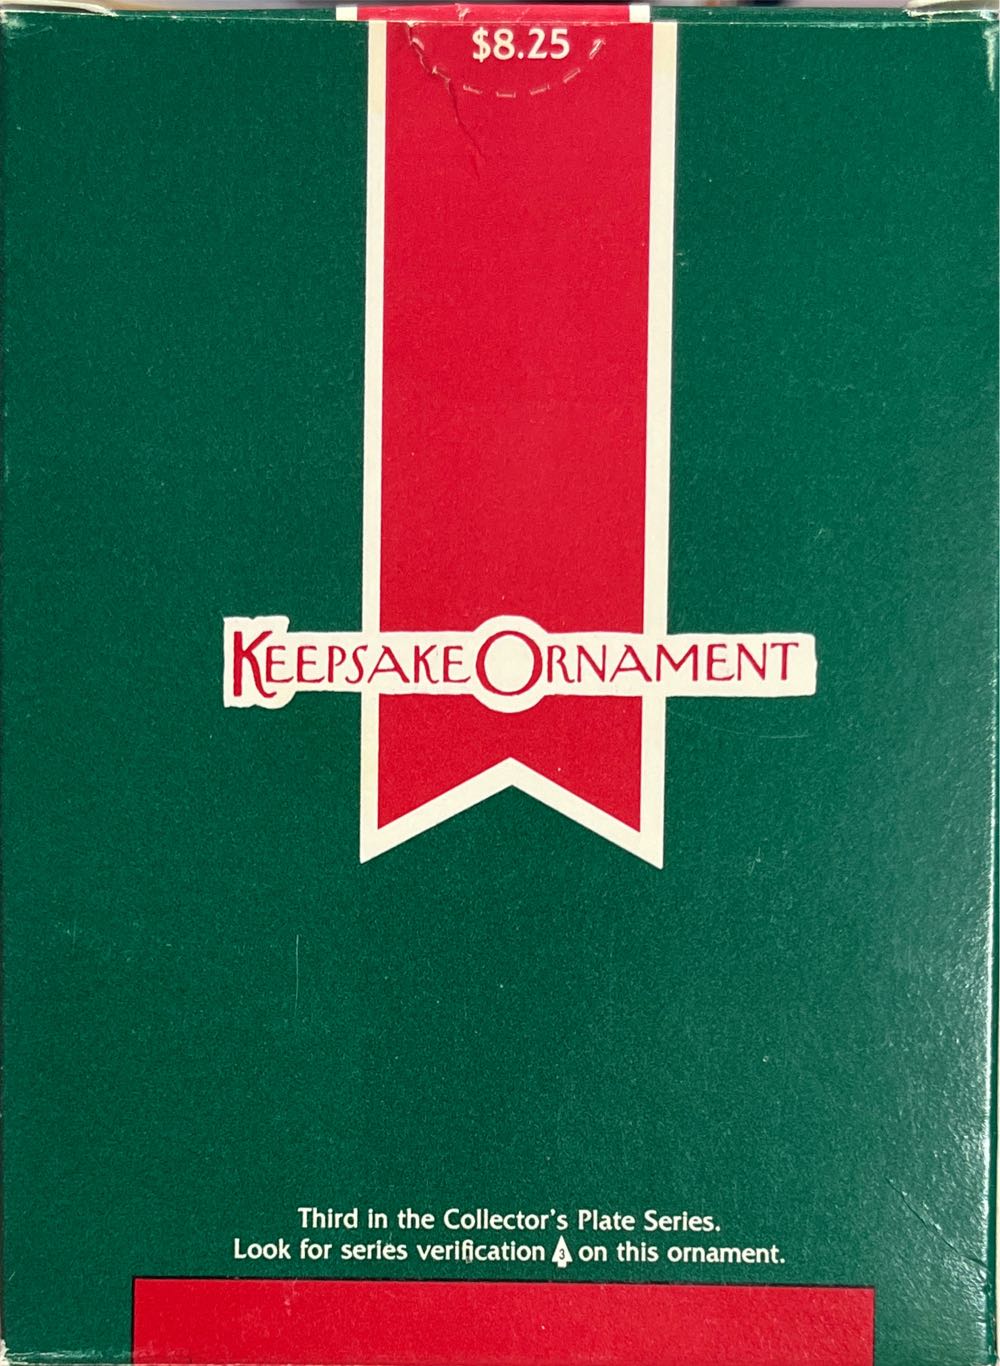 $8.25
KEEPSAKE ORNAMENT
Third in the Collector's Plate Series.
Look for series verification 3 on this ornament.